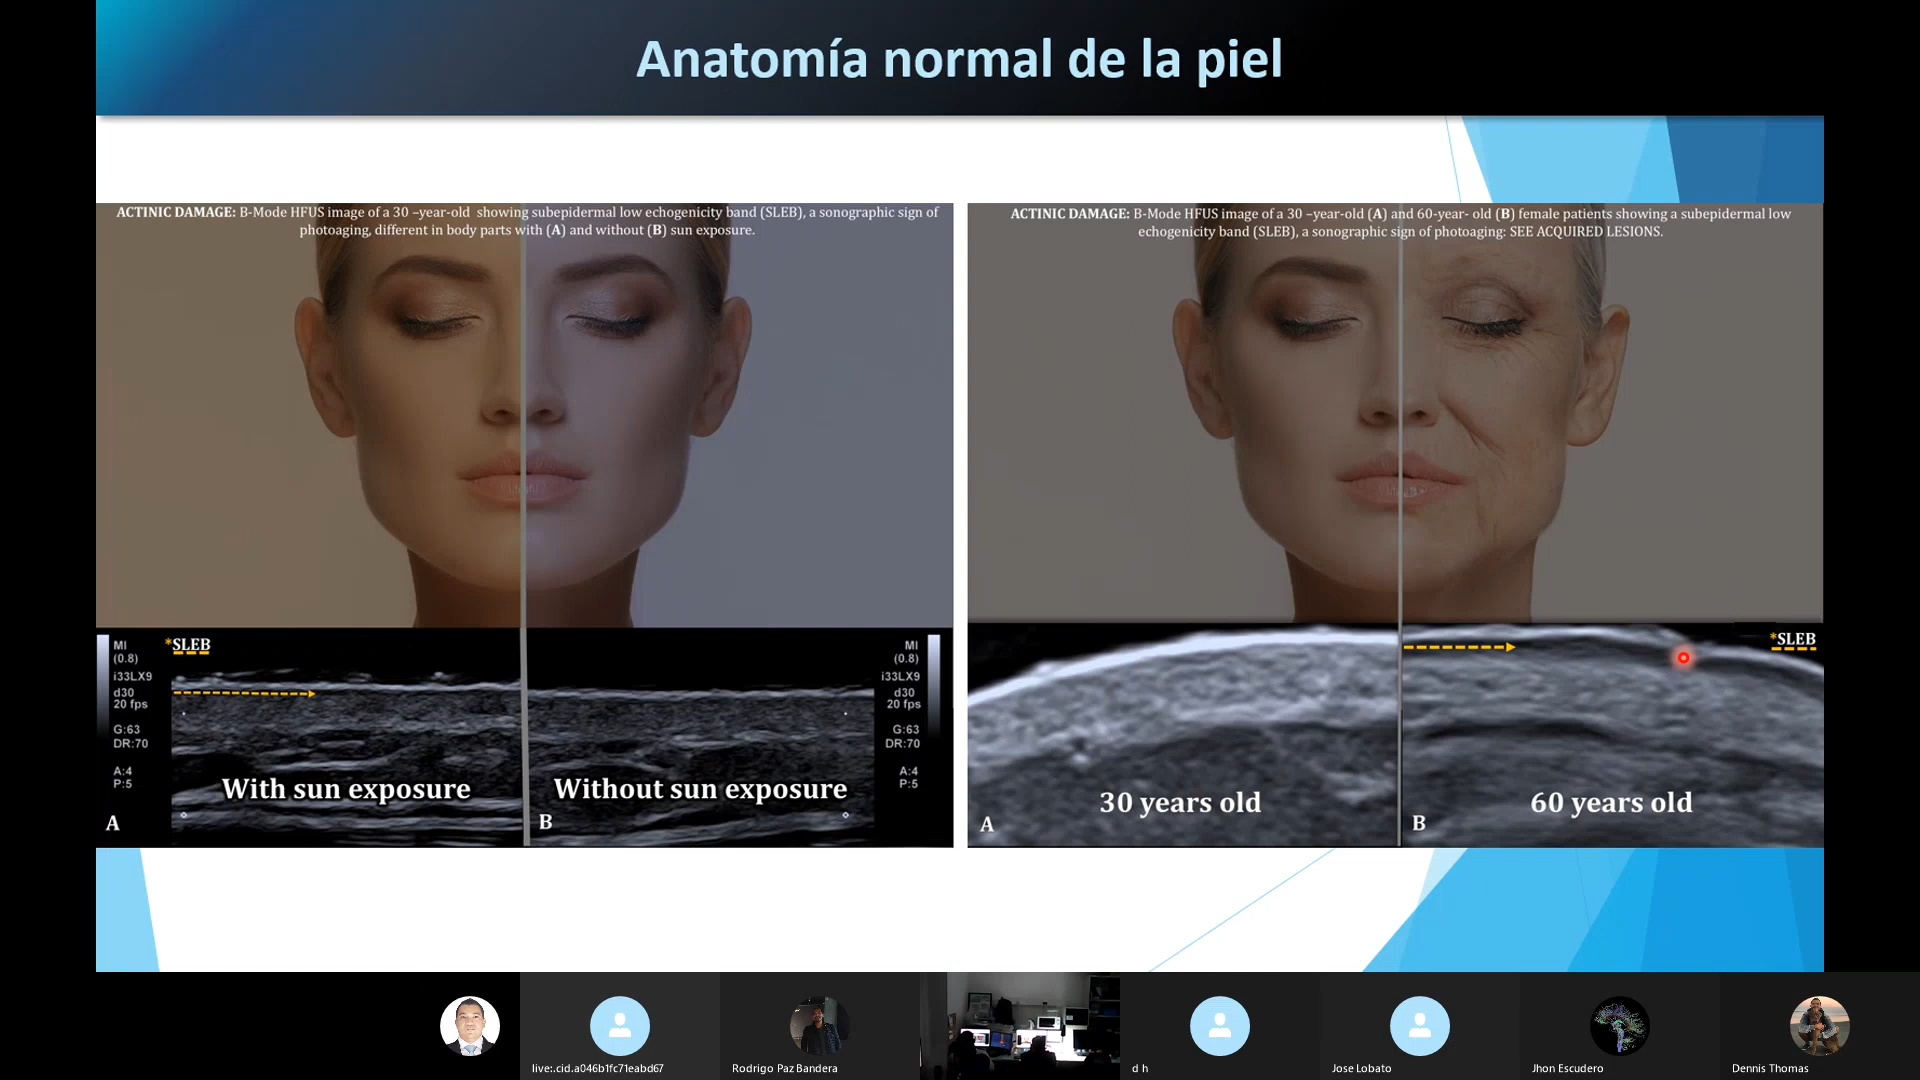 Anatomía normal de la piel
ACTINIC DAMAGE: B-Mode HFUS image of a 30 –year-old showing subepidermal low echogenicity band (SLEB), a sonographic sign of
photoaging, different in body parts with (A) and without (B) sun exposure.
*SLEB
MI
(0.8)
i33LX9
d30
20 fps
G:63
DR:70
A:4
P:5
With sun exposure
A
MI
(0.8)
i33LX9
d30
20 fps
G:63
DR:70
A:4
P:5
Without sun exposure
B
ACTINIC DAMAGE: B-Mode HFUS image of a 30 –year-old (A) and 60-year- old (B) female patients showing a subepidermal low
echogenicity band (SLEB), a sonographic sign of photoaging: SEE ACQUIRED LESIONS.
30 years old
A
*SLEB
60 years old
B
live:.cid.a046b1fc71eabd67
Rodrigo Paz Bandera
d h
Jose Lobato
Jhon Escudero
Dennis Thomas